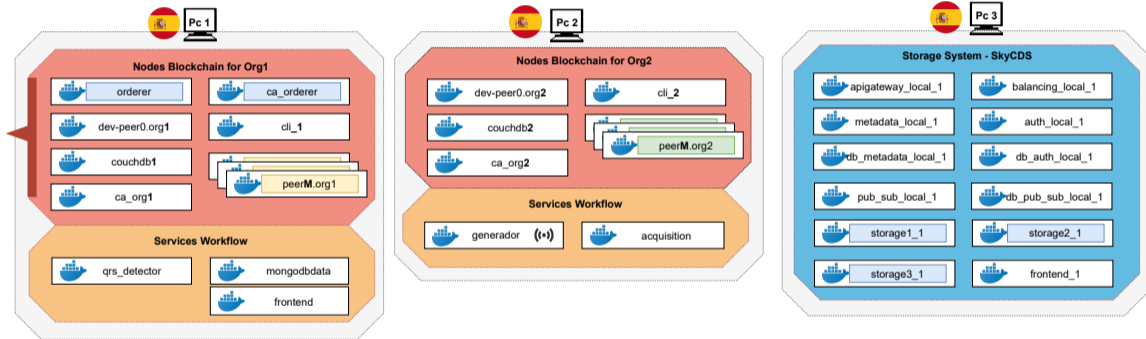 Pc 1
Nodes Blockchain for Org1
orderer
ca_orderer
dev-peer0.org1
cli_1
couchdb1
peerM.org1
ca_org1
Services Workflow
qrs_detector
mongodbdata
frontend
Pc 2
Nodes Blockchain for Org2
dev-peer0.org2
cli_2
couchdb2
peerM.org2
ca_org2
Services Workflow
generador
acquisition
Pc 3
Storage System - SkyCDS
apigateway_local_1
balancing_local_1
metadata_local_1
auth_local_1
db_metadata_local_1
db_auth_local_1
pub_sub_local_1
db_pub_sub_local_1
storage1_1
storage2_1
storage3_1
frontend_1